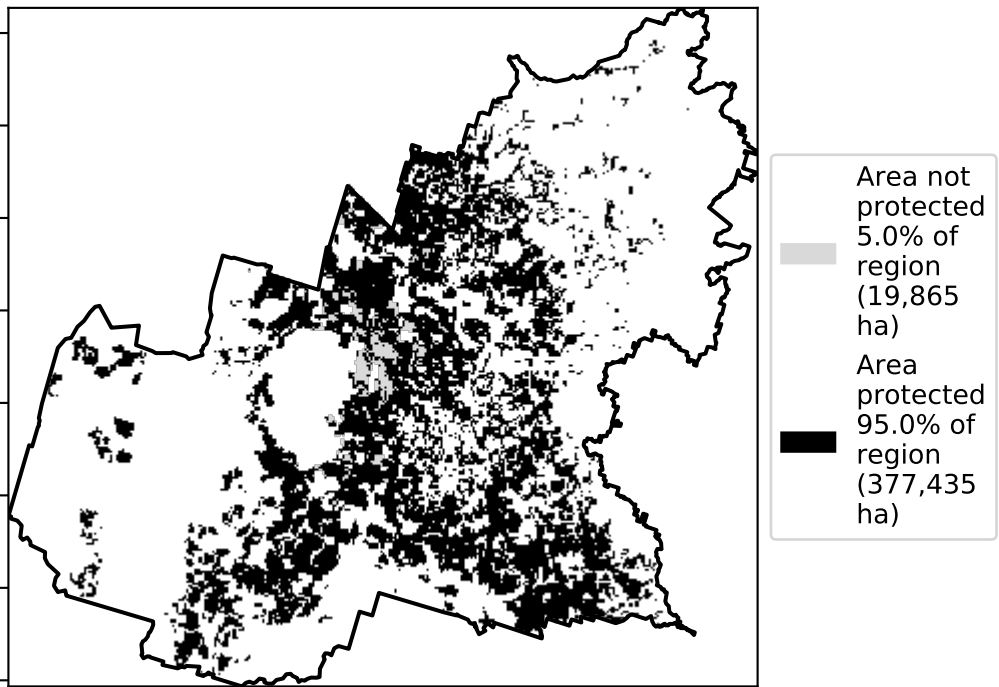 Area not
protected
5.0% of
region
(19,865
ha)
Area
protected
95.0% of
region
(377,435
ha)